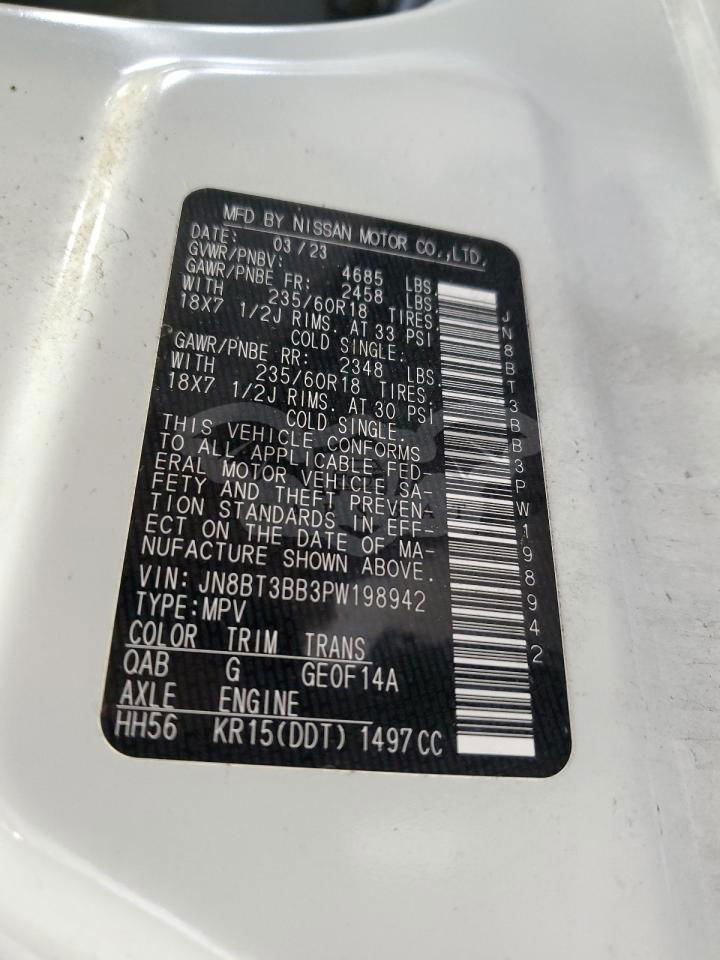 MFD BY NISSAN MOTOR CO.,LTD.
DATE: 03/23
GVWR/PNBV: 4685 LBS.
GAWR/PNBE FR: 2458 LBS.
WITH 235/60R18 TIRES.
18X7 1/2J RIMS. AT 33 PSI
COLD SINGLE.
GAWR/PNBE RR: 2348 LBS.
WITH 235/60R18 TIRES.
18X7 1/2J RIMS. AT 30 PSI
COLD SINGLE.
THIS VEHICLE CONFORMS
TO ALL APPLICABLE FED-
ERAL MOTOR VEHICLE SA-
FETY AND THEFT PREVEN-
TION STANDARDS IN EFF-
ECT ON THE DATE OF MA-
NUFACTURE SHOWN ABOVE.
VIN: JN8BT3BB3PW198942
TYPE:MPV
COLOR TRIM TRANS
QAB G GE0F14A
AXLE ENGINE
HH56 KR15(DDT) 1497CC
JN8BT3BB3PW198942